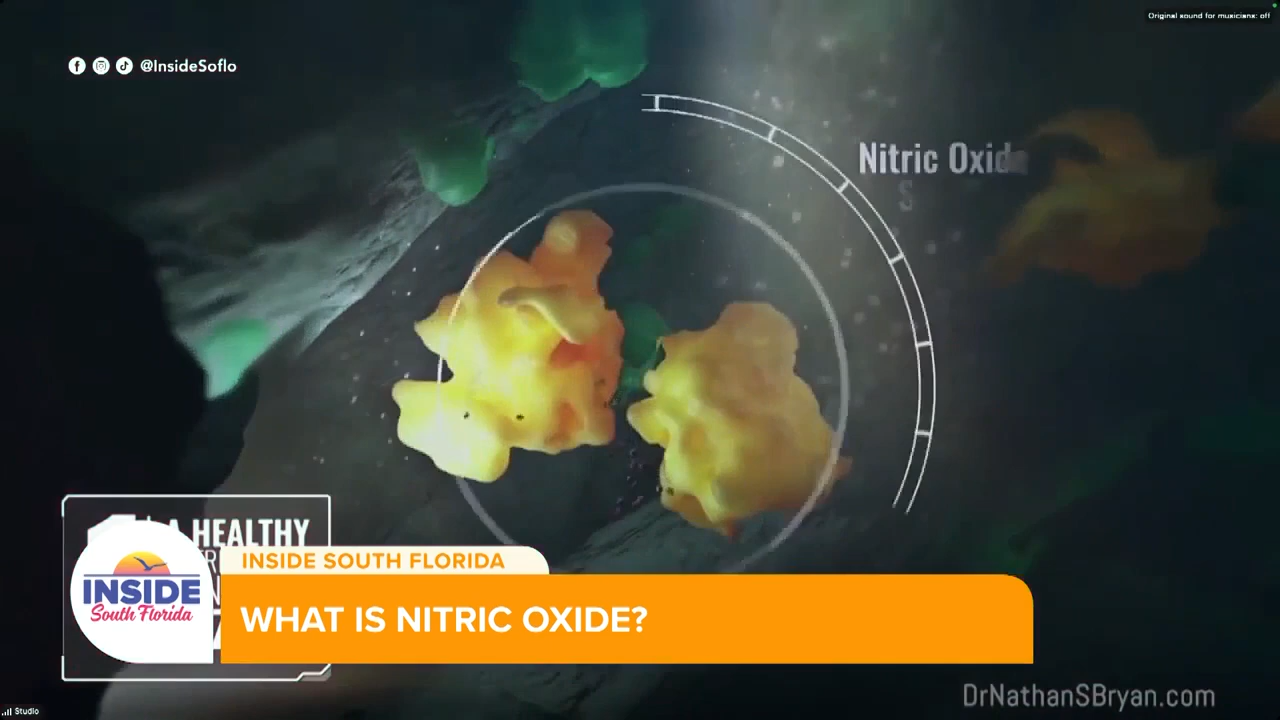 Original sound for musicians: off
@InsideSoflo
Nitric Oxide
S
A HEALTHY
INSIDE SOUTH FLORIDA
INSIDE
South Florida
WHAT IS NITRIC OXIDE?
DrNathanSBryan.com
Studio